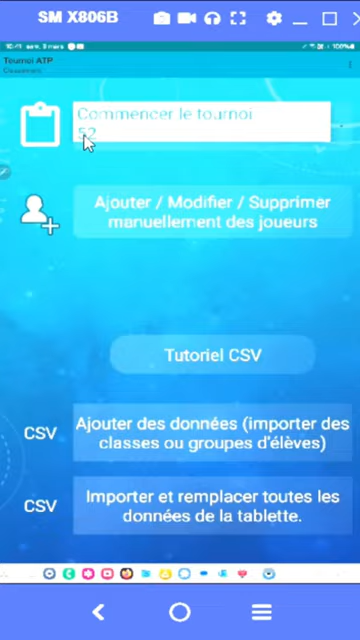 SM X806B
Tournoi ATP
Commencer le tournoi
52
Ajouter / Modifier / Supprimer
manuellement des joueurs
Tutoriel CSV
CSV
Ajouter des données (importer des
classes ou groupes d'élèves)
CSV
Importer et remplacer toutes les
données de la tablette.